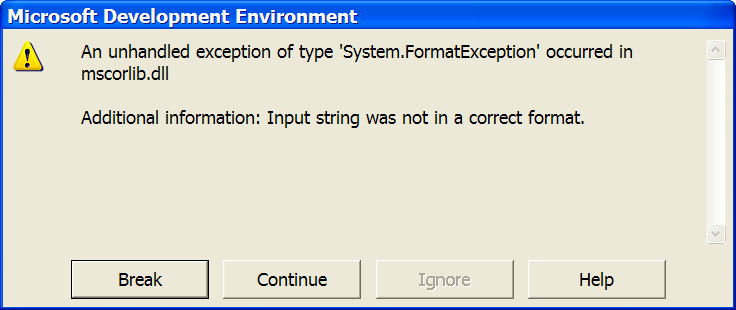 Microsoft Development Environment
An unhandled exception of type 'System.FormatException' occurred in
mscorlib.dll
Additional information: Input string was not in a correct format.
Break Continue Ignore Help